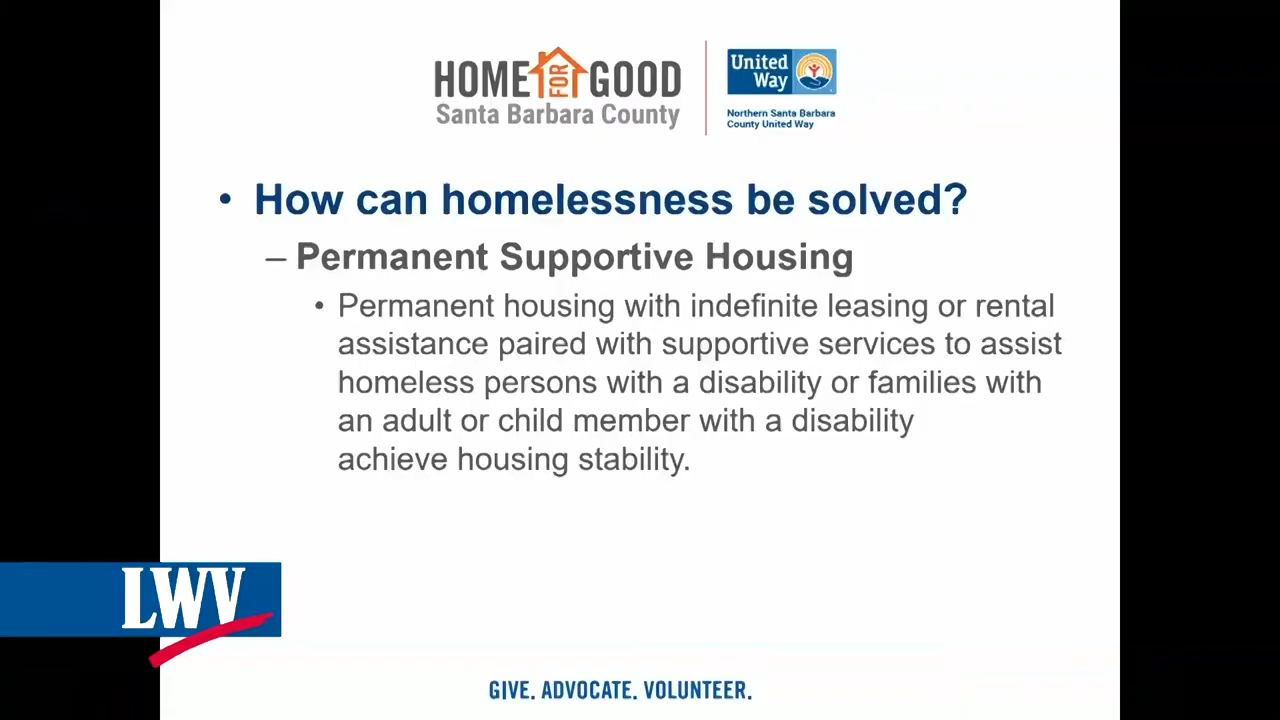 HOME FOR GOOD
Santa Barbara County
United
Way
Northern Santa Barbara
County United Way
• How can homelessness be solved?
– Permanent Supportive Housing
• Permanent housing with indefinite leasing or rental
assistance paired with supportive services to assist
homeless persons with a disability or families with
an adult or child member with a disability
achieve housing stability.
LWV
GIVE. ADVOCATE. VOLUNTEER.